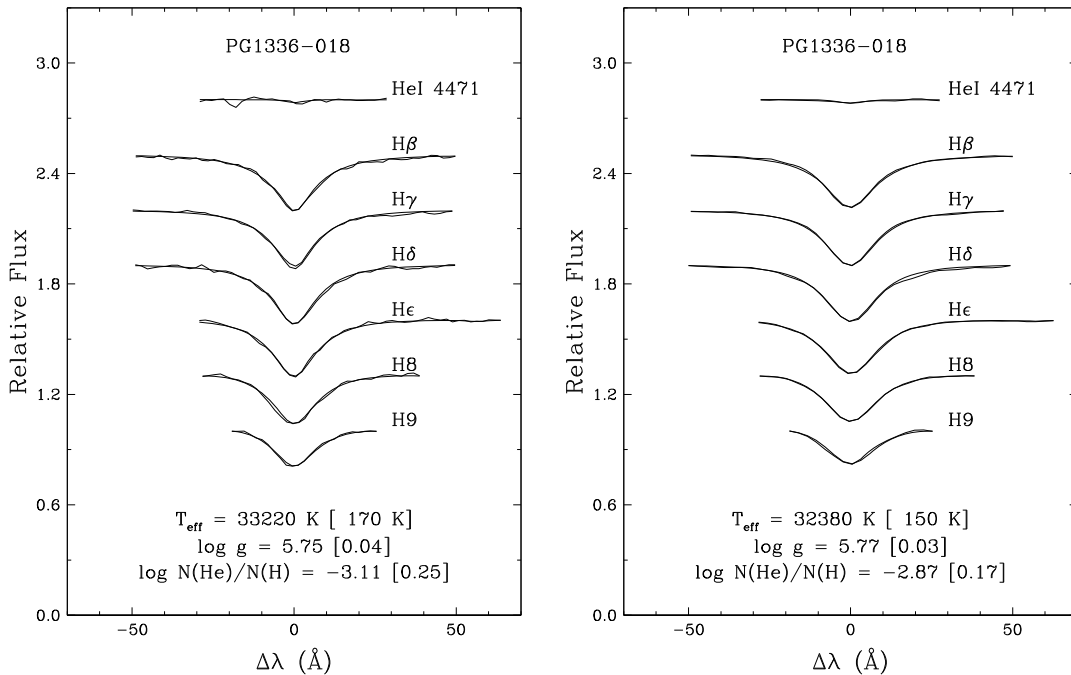 PG1336−018
HeI 4471
Hβ
Hγ
Hδ
Hϵ
H8
H9
T_eff = 33220 K [ 170 K]
log g = 5.75 [0.04]
log N(He)/N(H) = −3.11 [0.25]
3.0
2.4
1.8
1.2
0.6
0.0
Relative Flux
−50
0
50
Δλ (Å)
PG1336−018
HeI 4471
Hβ
Hγ
Hδ
Hϵ
H8
H9
T_eff = 32380 K [ 150 K]
log g = 5.77 [0.03]
log N(He)/N(H) = −2.87 [0.17]
3.0
2.4
1.8
1.2
0.6
0.0
Relative Flux
−50
0
50
Δλ (Å)